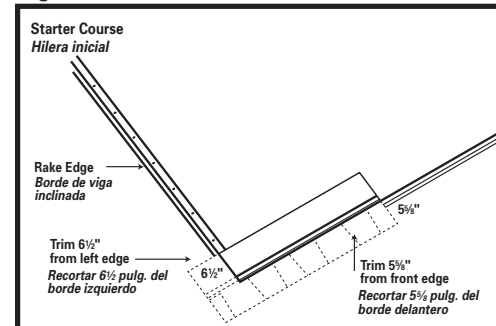 Starter Course
Hilera inicial
Rake Edge
Borde de viga
inclinada
5⅝"
Trim 6½"
from left edge
Recortar 6½ pulg. del
borde izquierdo
6½"
Trim 5⅝"
from front edge
Recortar 5⅝ pulg. del
borde delantero